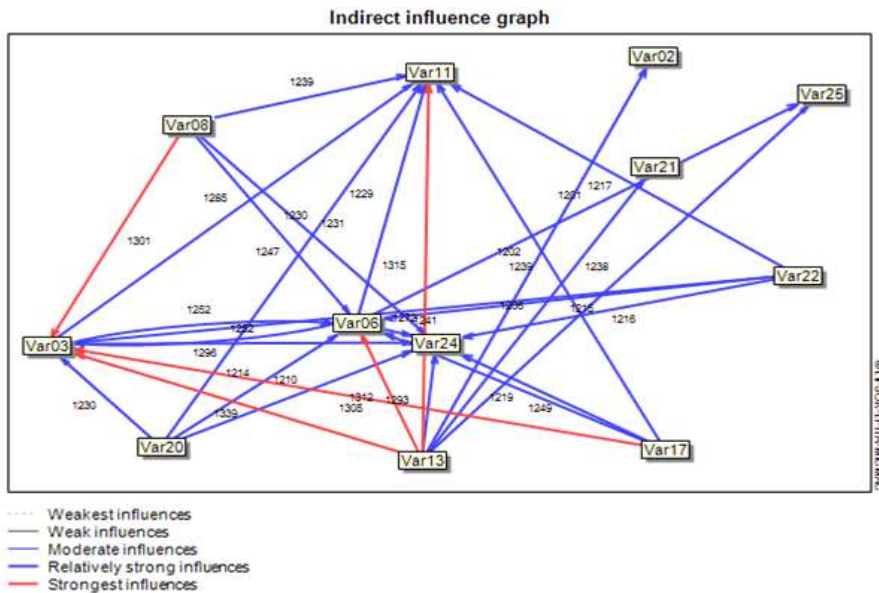 Indirect influence graph
Var02
Var11
1239
Var25
Var08
Var21
1285
1229
1201
1217
1230
1231
1301
1247
1202
1315
1239
1238
Var22
1252
1241
1216
Var06
Var03
Var24
1296
1214
1210
1219
1249
1230
1339
1312
1293
1305
Var20
Var13
Var17
Weakest influences
Weak influences
Moderate influences
Relatively strong influences
Strongest influences